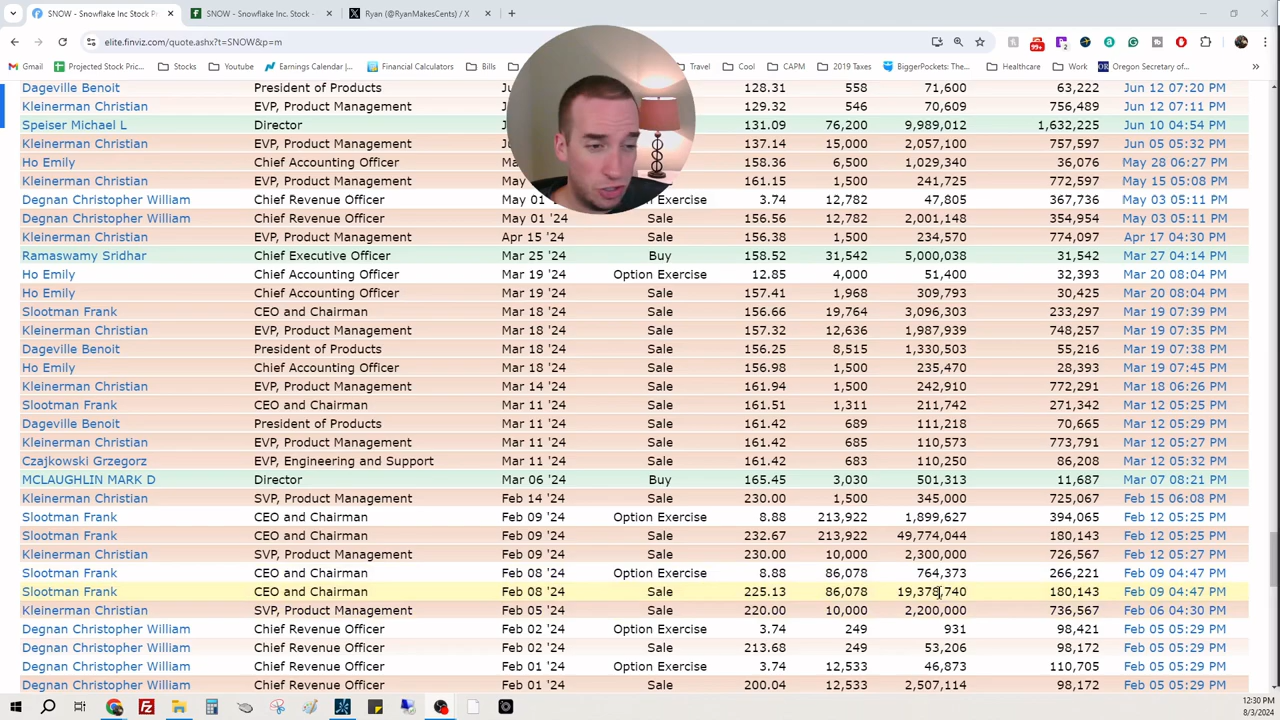 SNOW - Snowflake Inc. Stock Pr
SNOW - Snowflake Inc. Stock -
Ryan (@RyanMakesCents) / X
elite.finviz.com/quote.ashx?t=SNOW&p=m
99+
2
Gmail Projected Stock Pric... Stocks Youtube Earnings Calendar |... Financial Calculators Bills Travel Cool CAPM 2019 Taxes BiggerPockets: The... Healthcare Work Oregon Secretary of...
Dageville Benoit President of Products 128.31 558 71,600 63,222 Jun 12 07:20 PM
Kleinerman Christian EVP, Product Management 129.32 546 70,609 756,489 Jun 12 07:11 PM
Speiser Michael L Director 131.09 76,200 9,989,012 1,632,225 Jun 10 04:54 PM
Kleinerman Christian EVP, Product Management 137.14 15,000 2,057,100 757,597 Jun 05 05:32 PM
Ho Emily Chief Accounting Officer 158.36 6,500 1,029,340 36,076 May 28 06:27 PM
Kleinerman Christian EVP, Product Management May 161.15 1,500 241,725 772,597 May 15 05:08 PM
Degnan Christopher William Chief Revenue Officer May 01 '24 Exercise 3.74 12,782 47,805 367,736 May 03 05:11 PM
Degnan Christopher William Chief Revenue Officer May 01 '24 Sale 156.56 12,782 2,001,148 354,954 May 03 05:11 PM
Kleinerman Christian EVP, Product Management Apr 15 '24 Sale 156.38 1,500 234,570 774,097 Apr 17 04:30 PM
Ramaswamy Sridhar Chief Executive Officer Mar 25 '24 Buy 158.52 31,542 5,000,038 31,542 Mar 27 04:14 PM
Ho Emily Chief Accounting Officer Mar 19 '24 Option Exercise 12.85 4,000 51,400 32,393 Mar 20 08:04 PM
Ho Emily Chief Accounting Officer Mar 19 '24 Sale 157.41 1,968 309,793 30,425 Mar 20 08:04 PM
Slootman Frank CEO and Chairman Mar 18 '24 Sale 156.66 19,764 3,096,303 233,297 Mar 19 07:39 PM
Kleinerman Christian EVP, Product Management Mar 18 '24 Sale 157.32 12,636 1,987,939 748,257 Mar 19 07:35 PM
Dageville Benoit President of Products Mar 18 '24 Sale 156.25 8,515 1,330,503 55,216 Mar 19 07:38 PM
Ho Emily Chief Accounting Officer Mar 18 '24 Sale 156.98 1,500 235,470 28,393 Mar 19 07:45 PM
Kleinerman Christian EVP, Product Management Mar 14 '24 Sale 161.94 1,500 242,910 772,291 Mar 18 06:26 PM
Slootman Frank CEO and Chairman Mar 11 '24 Sale 161.51 1,311 211,742 271,342 Mar 12 05:25 PM
Dageville Benoit President of Products Mar 11 '24 Sale 161.42 689 111,218 70,665 Mar 12 05:29 PM
Kleinerman Christian EVP, Product Management Mar 11 '24 Sale 161.42 685 110,573 773,791 Mar 12 05:27 PM
Czajkowski Grzegorz EVP, Engineering and Support Mar 11 '24 Sale 161.42 683 110,250 86,208 Mar 12 05:32 PM
MCLAUGHLIN MARK D Director Mar 06 '24 Buy 165.45 3,030 501,313 11,687 Mar 07 08:21 PM
Kleinerman Christian SVP, Product Management Feb 14 '24 Sale 230.00 1,500 345,000 725,067 Feb 15 06:08 PM
Slootman Frank CEO and Chairman Feb 09 '24 Option Exercise 8.88 213,922 1,899,627 394,065 Feb 12 05:25 PM
Slootman Frank CEO and Chairman Feb 09 '24 Sale 232.67 213,922 49,774,044 180,143 Feb 12 05:25 PM
Kleinerman Christian SVP, Product Management Feb 09 '24 Sale 230.00 10,000 2,300,000 726,567 Feb 12 05:27 PM
Slootman Frank CEO and Chairman Feb 08 '24 Option Exercise 8.88 86,078 764,373 266,221 Feb 09 04:47 PM
Slootman Frank CEO and Chairman Feb 08 '24 Sale 225.13 86,078 19,378,740 180,143 Feb 09 04:47 PM
Kleinerman Christian SVP, Product Management Feb 05 '24 Sale 220.00 10,000 2,200,000 736,567 Feb 06 04:30 PM
Degnan Christopher William Chief Revenue Officer Feb 02 '24 Option Exercise 3.74 249 931 98,421 Feb 05 05:29 PM
Degnan Christopher William Chief Revenue Officer Feb 02 '24 Sale 213.68 249 53,206 98,172 Feb 05 05:29 PM
Degnan Christopher William Chief Revenue Officer Feb 01 '24 Option Exercise 3.74 12,533 46,873 110,705 Feb 05 05:29 PM
Degnan Christopher William Chief Revenue Officer Feb 01 '24 Sale 200.04 12,533 2,507,114 98,172 Feb 05 05:29 PM
12:30 PM
8/3/2024